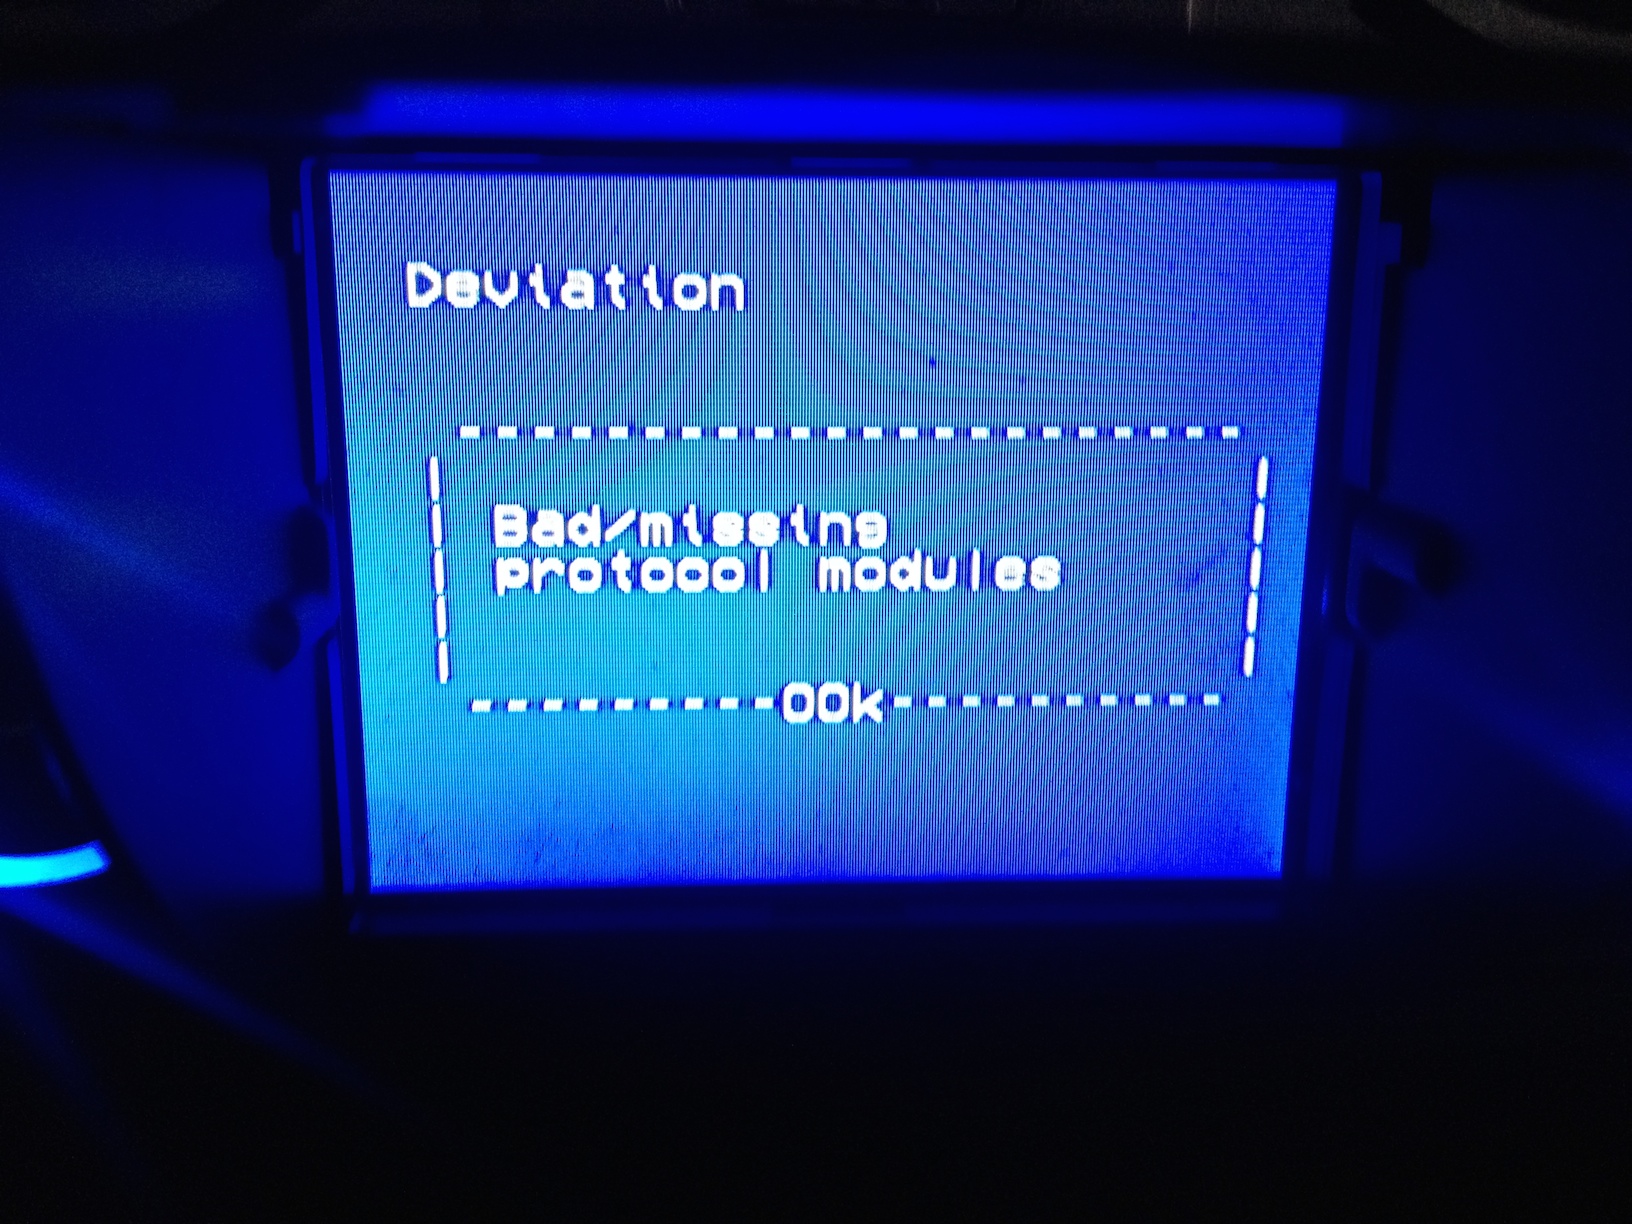 Deviation
Bad/missing
protocol modules
OOk